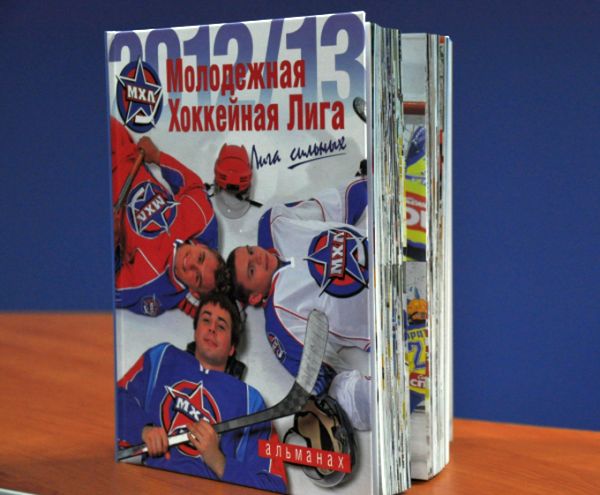 2012/13
МХЛ
Молодежная
Хоккейная Лига
Лига сильных
МХЛ
МХЛ
МХЛ
альманах